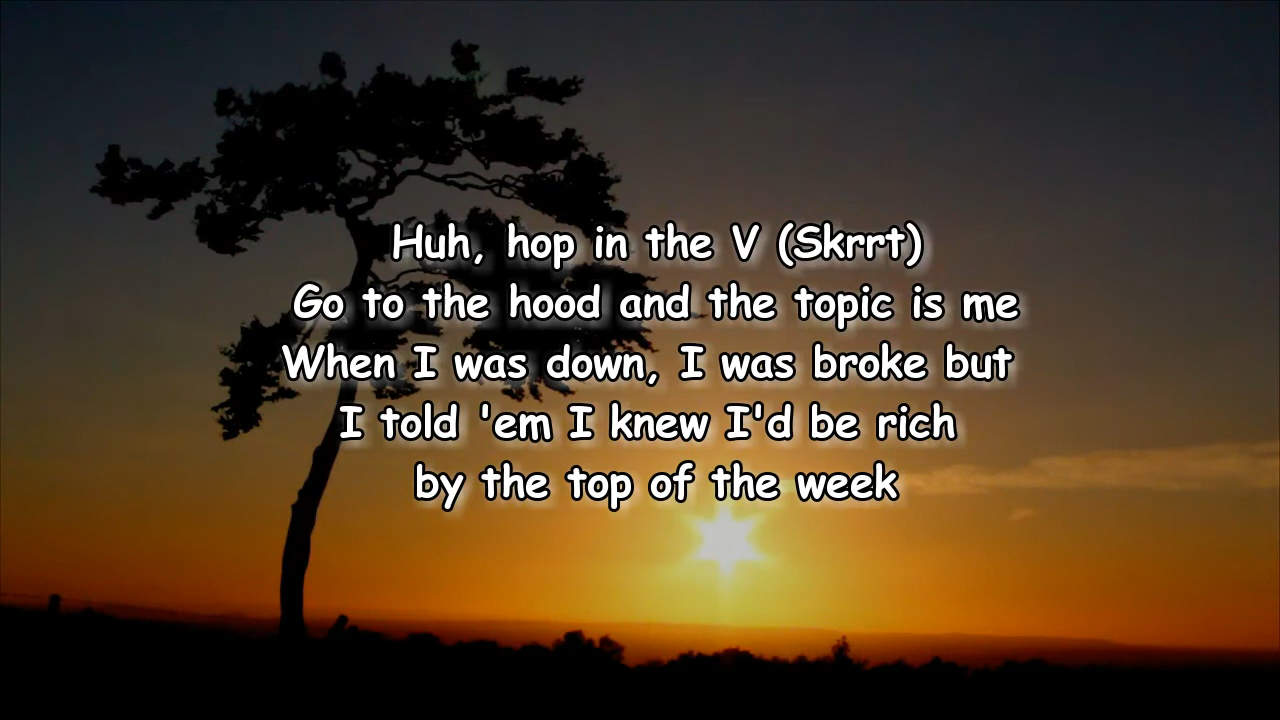 Huh, hop in the V (Skrrt)
Go to the hood and the topic is me
When I was down, I was broke but
I told 'em I knew I'd be rich
by the top of the week